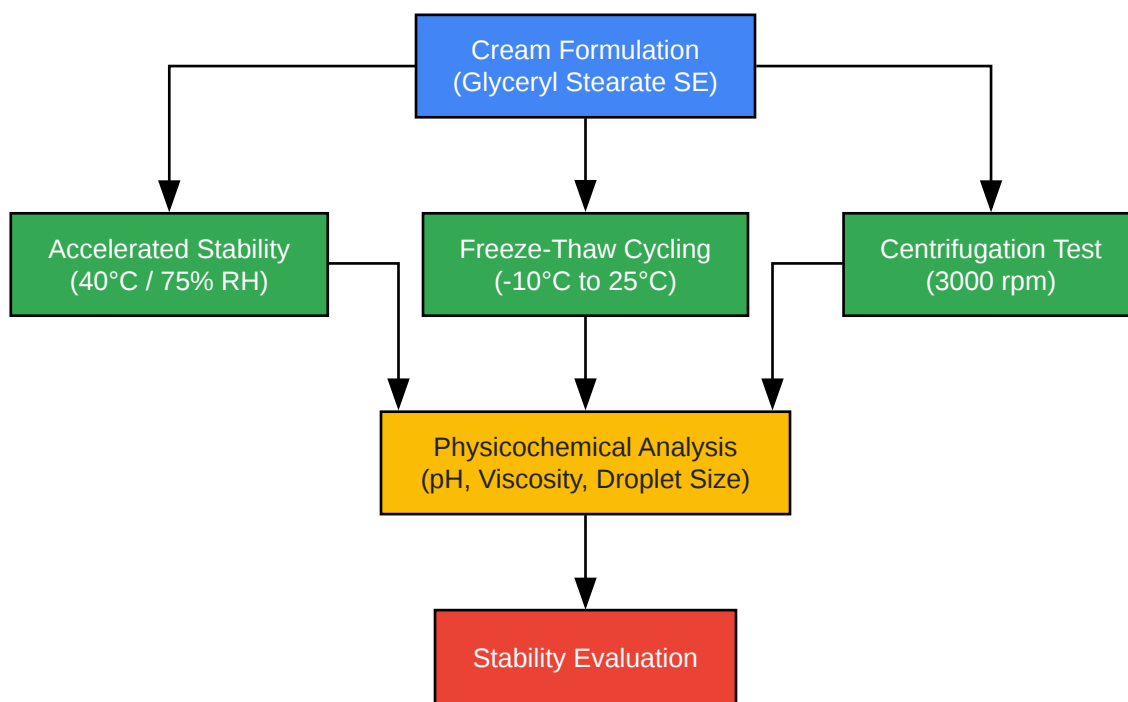 Cream Formulation
(Glyceryl Stearate SE)
Accelerated Stability
(40°C / 75% RH)
Freeze-Thaw Cycling
(-10°C to 25°C)
Centrifugation Test
(3000 rpm)
Physicochemical Analysis
(pH, Viscosity, Droplet Size)
Stability Evaluation